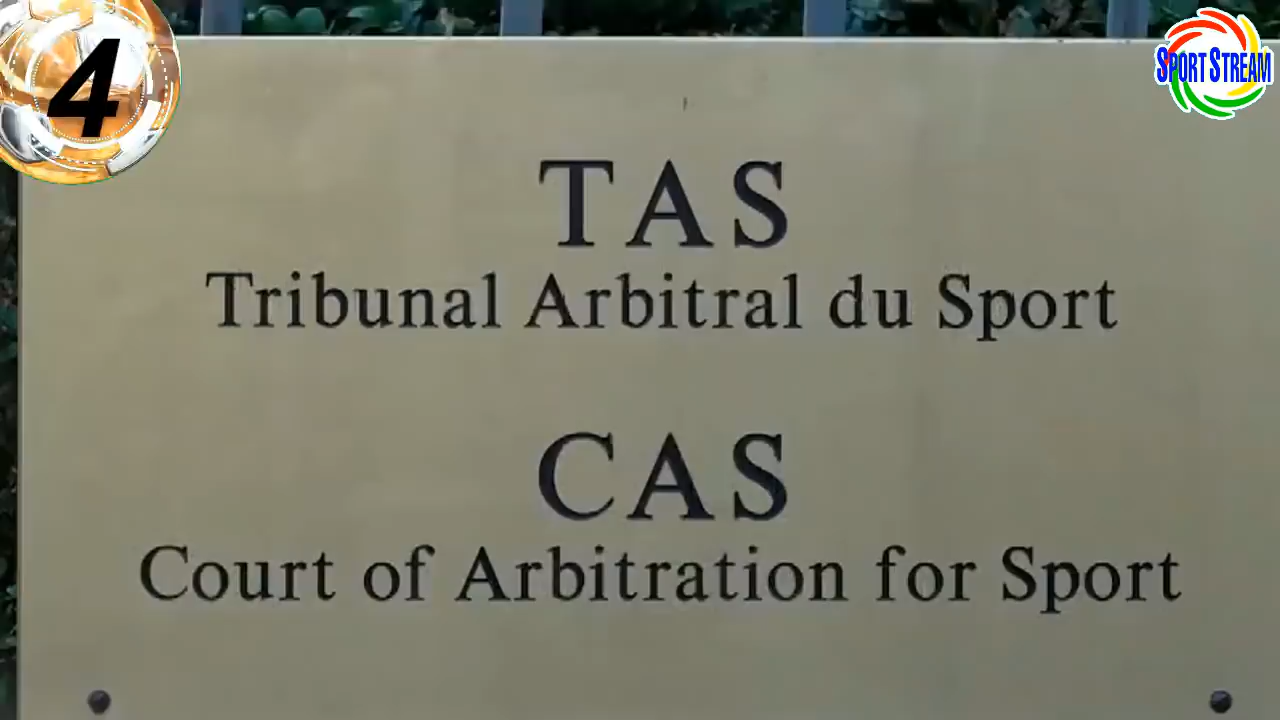 4
SPORT STREAM
TAS
Tribunal Arbitral du Sport
CAS
Court of Arbitration for Sport